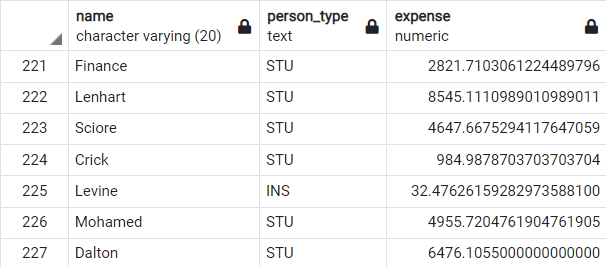 name person_type expense
character varying (20) text numeric
221 Finance STU 2821.7103061224489796
222 Lenhart STU 8545.1110989010989011
223 Sciore STU 4647.6675294117647059
224 Crick STU 984.9878703703703704
225 Levine INS 32.47626159282973588100
226 Mohamed STU 4955.7204761904761905
227 Dalton STU 6476.1055000000000000